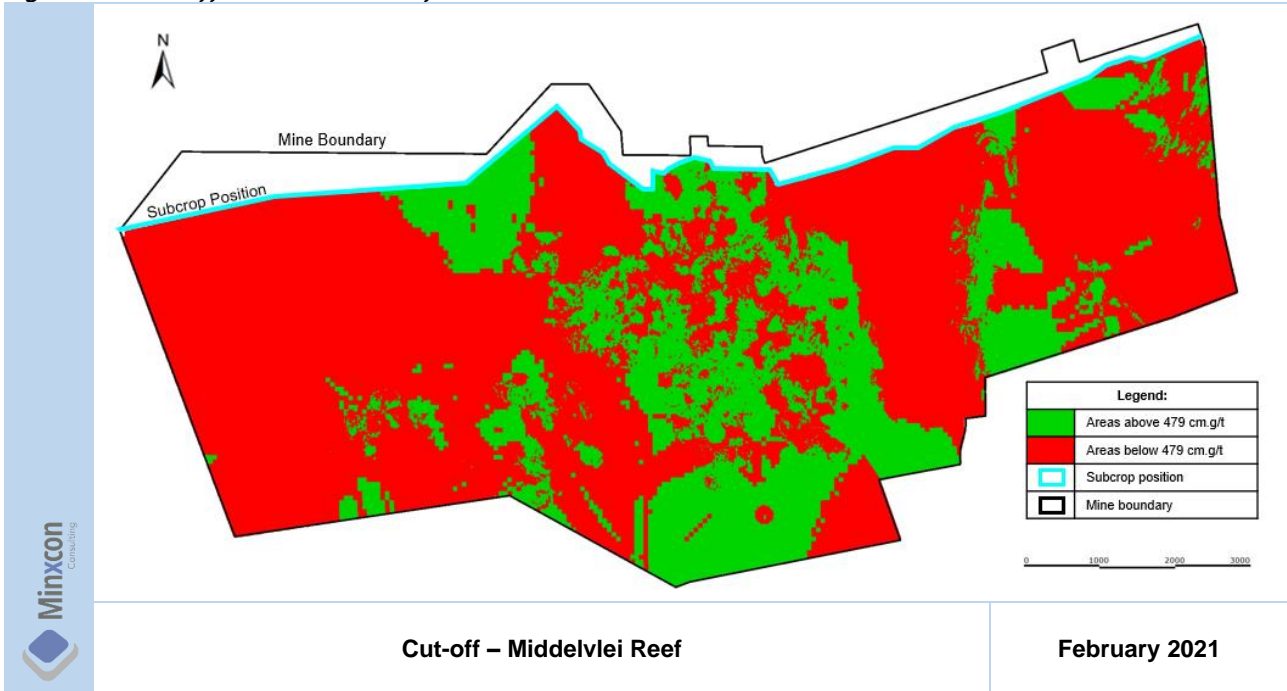 N
Mine Boundary
Subcrop Position
Legend:
Areas above 479 cm.g/t
Areas below 479 cm.g/t
Subcrop position
Mine boundary
0 1000 2000 3000
Minxcon
Consulting
Cut-off – Middelvlei Reef
February 2021